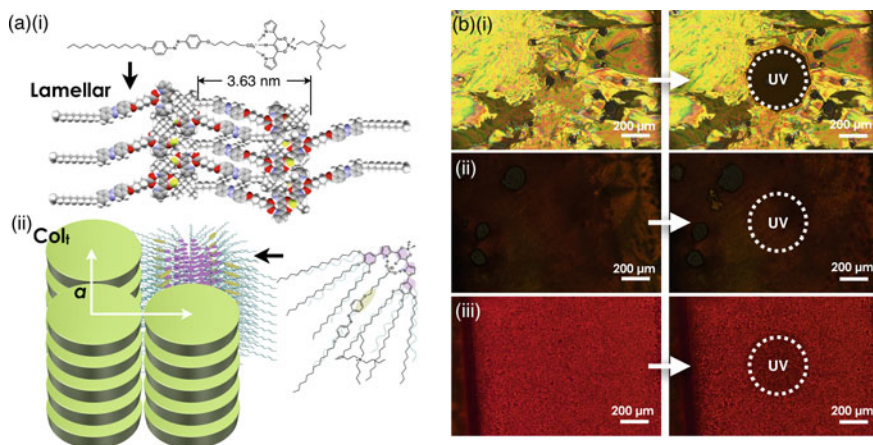 (a)(i)
3.63 nm
Lamellar
(ii)
Colt
a
(b)(i)
UV
200 µm
200 µm
(ii)
UV
200 µm
200 µm
(iii)
UV
200 µm
200 µm